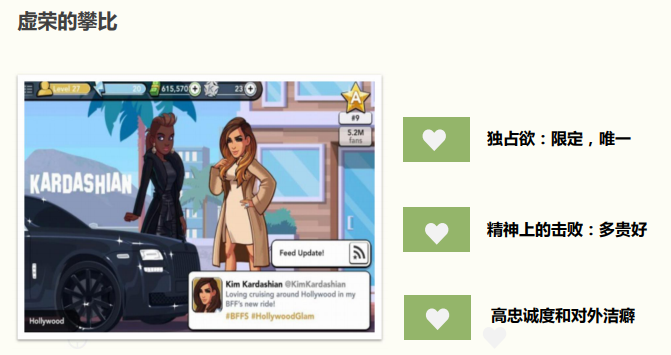 虚荣的攀比
Level 27
20
615,570
23
A
#9
5.2M
fans
KARDASHIAN
独占欲：限定，唯一
精神上的击败：多贵好
Feed Update!
Kim Kardashian @KimKardashian
Loving cruising around Hollywood in my
BFF's new ride!
#BFFS #HollywoodGlam
Hollywood
高忠诚度和对外洁癖